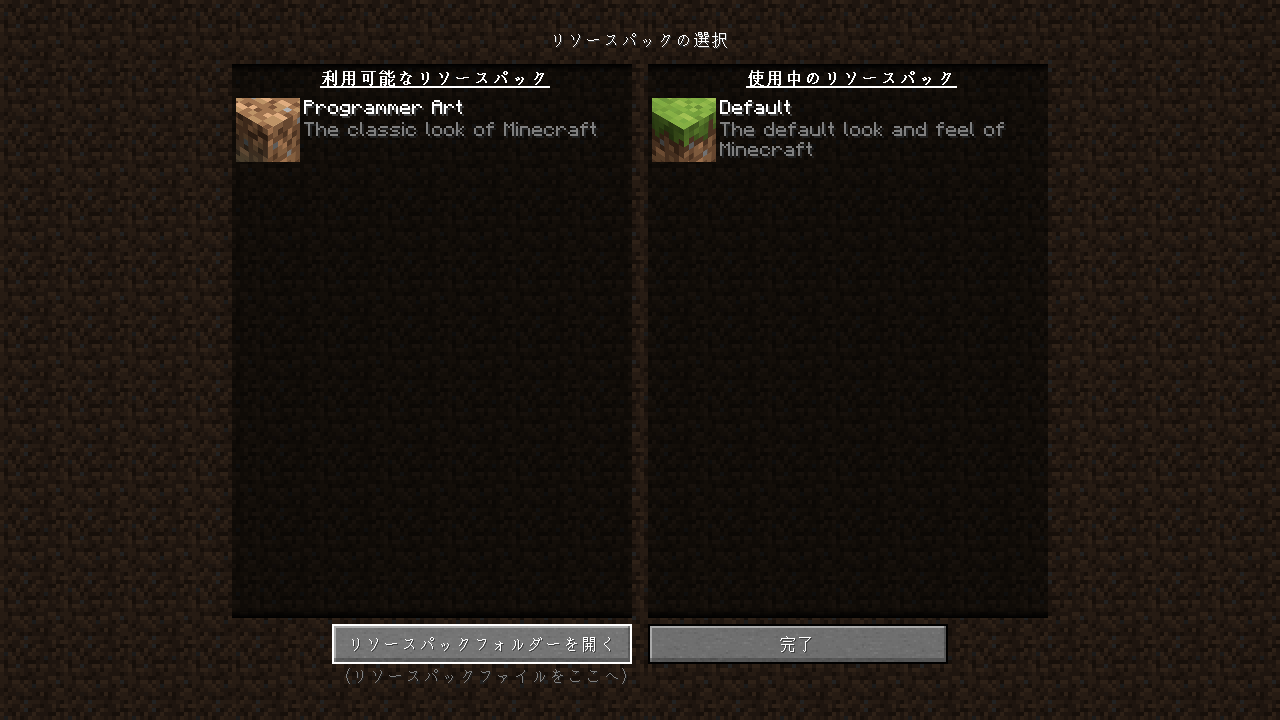 リソースパックの選択
利用可能なリソースパック
Programmer Art
The classic look of Minecraft
使用中のリソースパック
Default
The default look and feel of
Minecraft
リソースパックフォルダーを開く
完了
(リソースパックファイルをここへ)